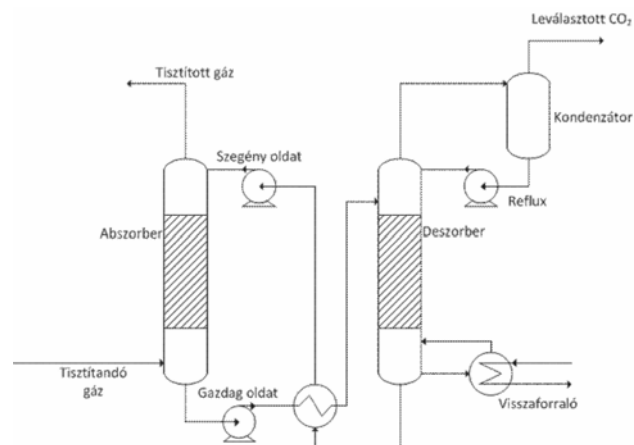 Leválasztott CO₂
Tisztított gáz
Kondenzátor
Szegény oldat
Reflux
Abszorber
Deszorber
Tisztítandó
gáz
Gazdag oldat
Visszaforraló